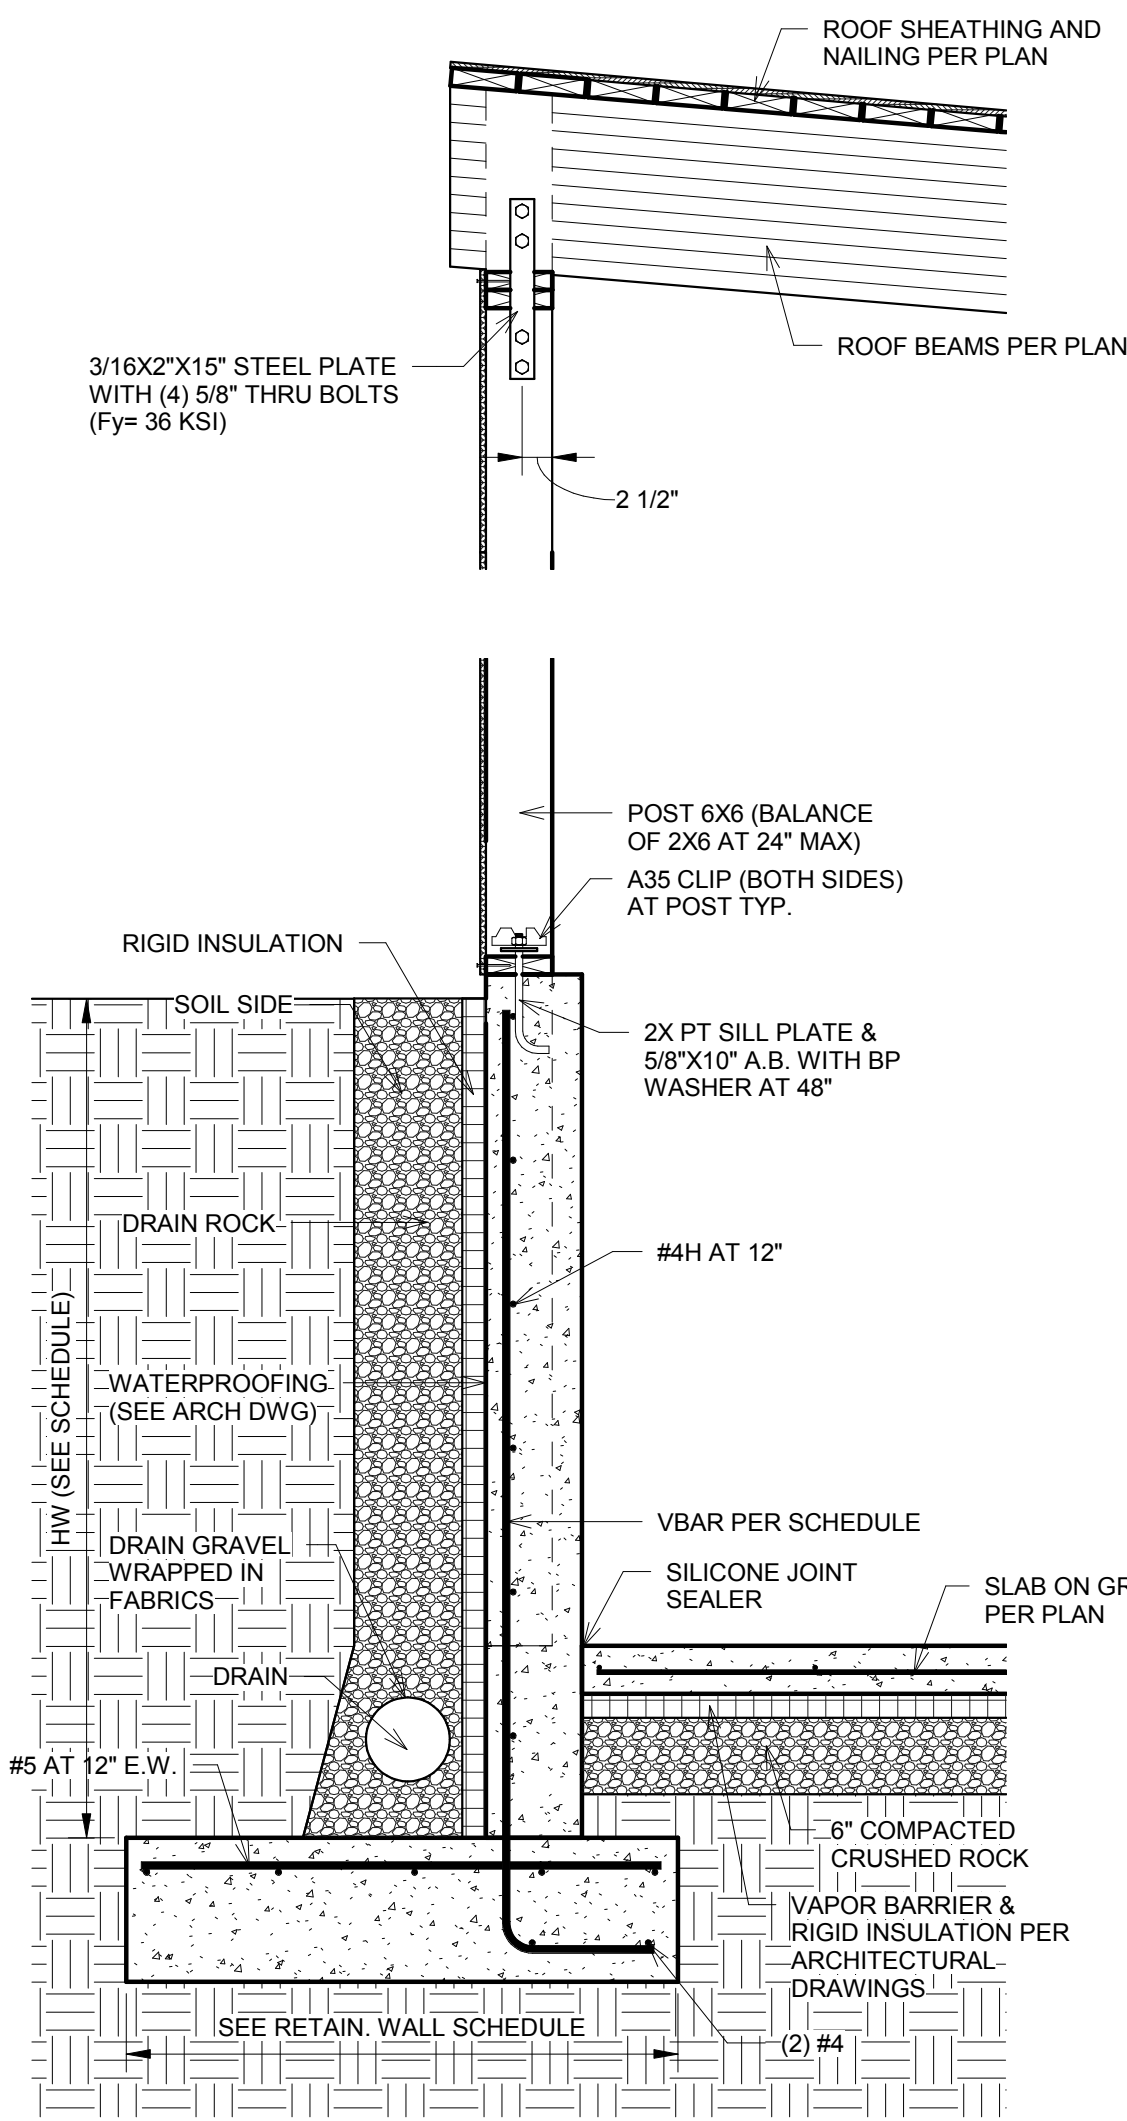 ROOF SHEATHING AND
NAILING PER PLAN
ROOF BEAMS PER PLAN
3/16X2"X15" STEEL PLATE
WITH (4) 5/8" THRU BOLTS
(Fy= 36 KSI)
2 1/2"
POST 6X6 (BALANCE
OF 2X6 AT 24" MAX)
A35 CLIP (BOTH SIDES)
AT POST TYP.
RIGID INSULATION
SOIL SIDE
2X PT SILL PLATE &
5/8"X10" A.B. WITH BP
WASHER AT 48"
DRAIN ROCK
#4H AT 12"
HW (SEE SCHEDULE)
WATERPROOFING
(SEE ARCH DWG)
VBAR PER SCHEDULE
DRAIN GRAVEL
WRAPPED IN
FABRICS
SILICONE JOINT
SEALER
SLAB ON GR
PER PLAN
DRAIN
#5 AT 12" E.W.
6" COMPACTED
CRUSHED ROCK
VAPOR BARRIER &
RIGID INSULATION PER
ARCHITECTURAL
DRAWINGS
SEE RETAIN. WALL SCHEDULE
(2) #4